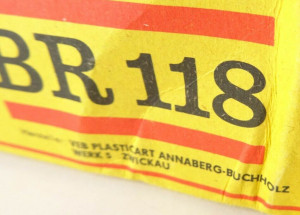 BR 118
VEB PLASTICART ANNABERG-BUCHHOLZ
WERK 5 ZWICKAU